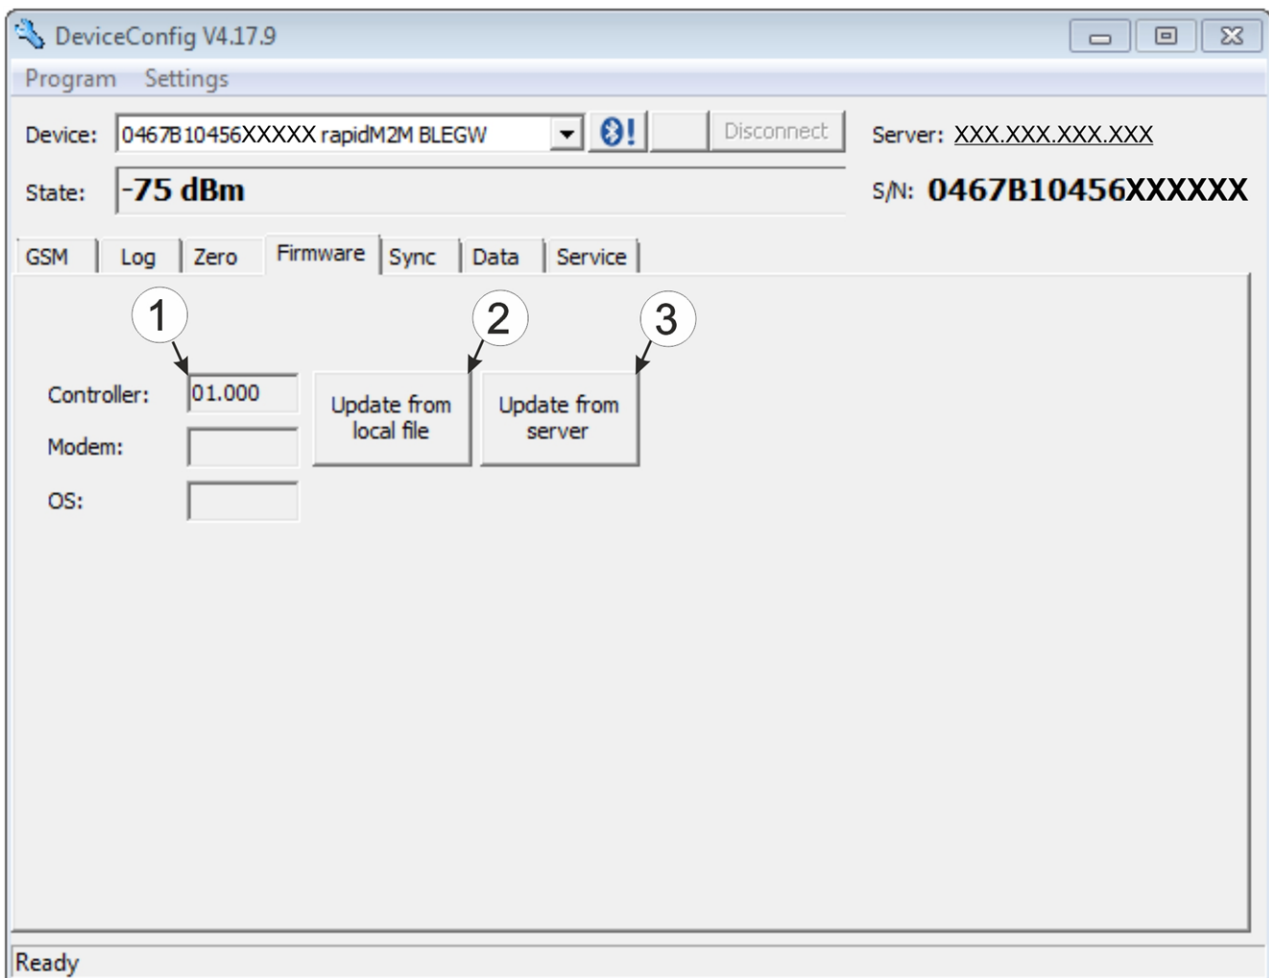 DeviceConfig V4.17.9
Program Settings
Device: 0467B10456XXXXX rapidM2M BLEGW Disconnect Server: XXX.XXX.XXX.XXX
State: -75 dBm S/N: 0467B10456XXXXXX
GSM Log Zero Firmware Sync Data Service
1 2 3
Controller: 01.000
Update from local file
Update from server
Modem:
OS:
Ready